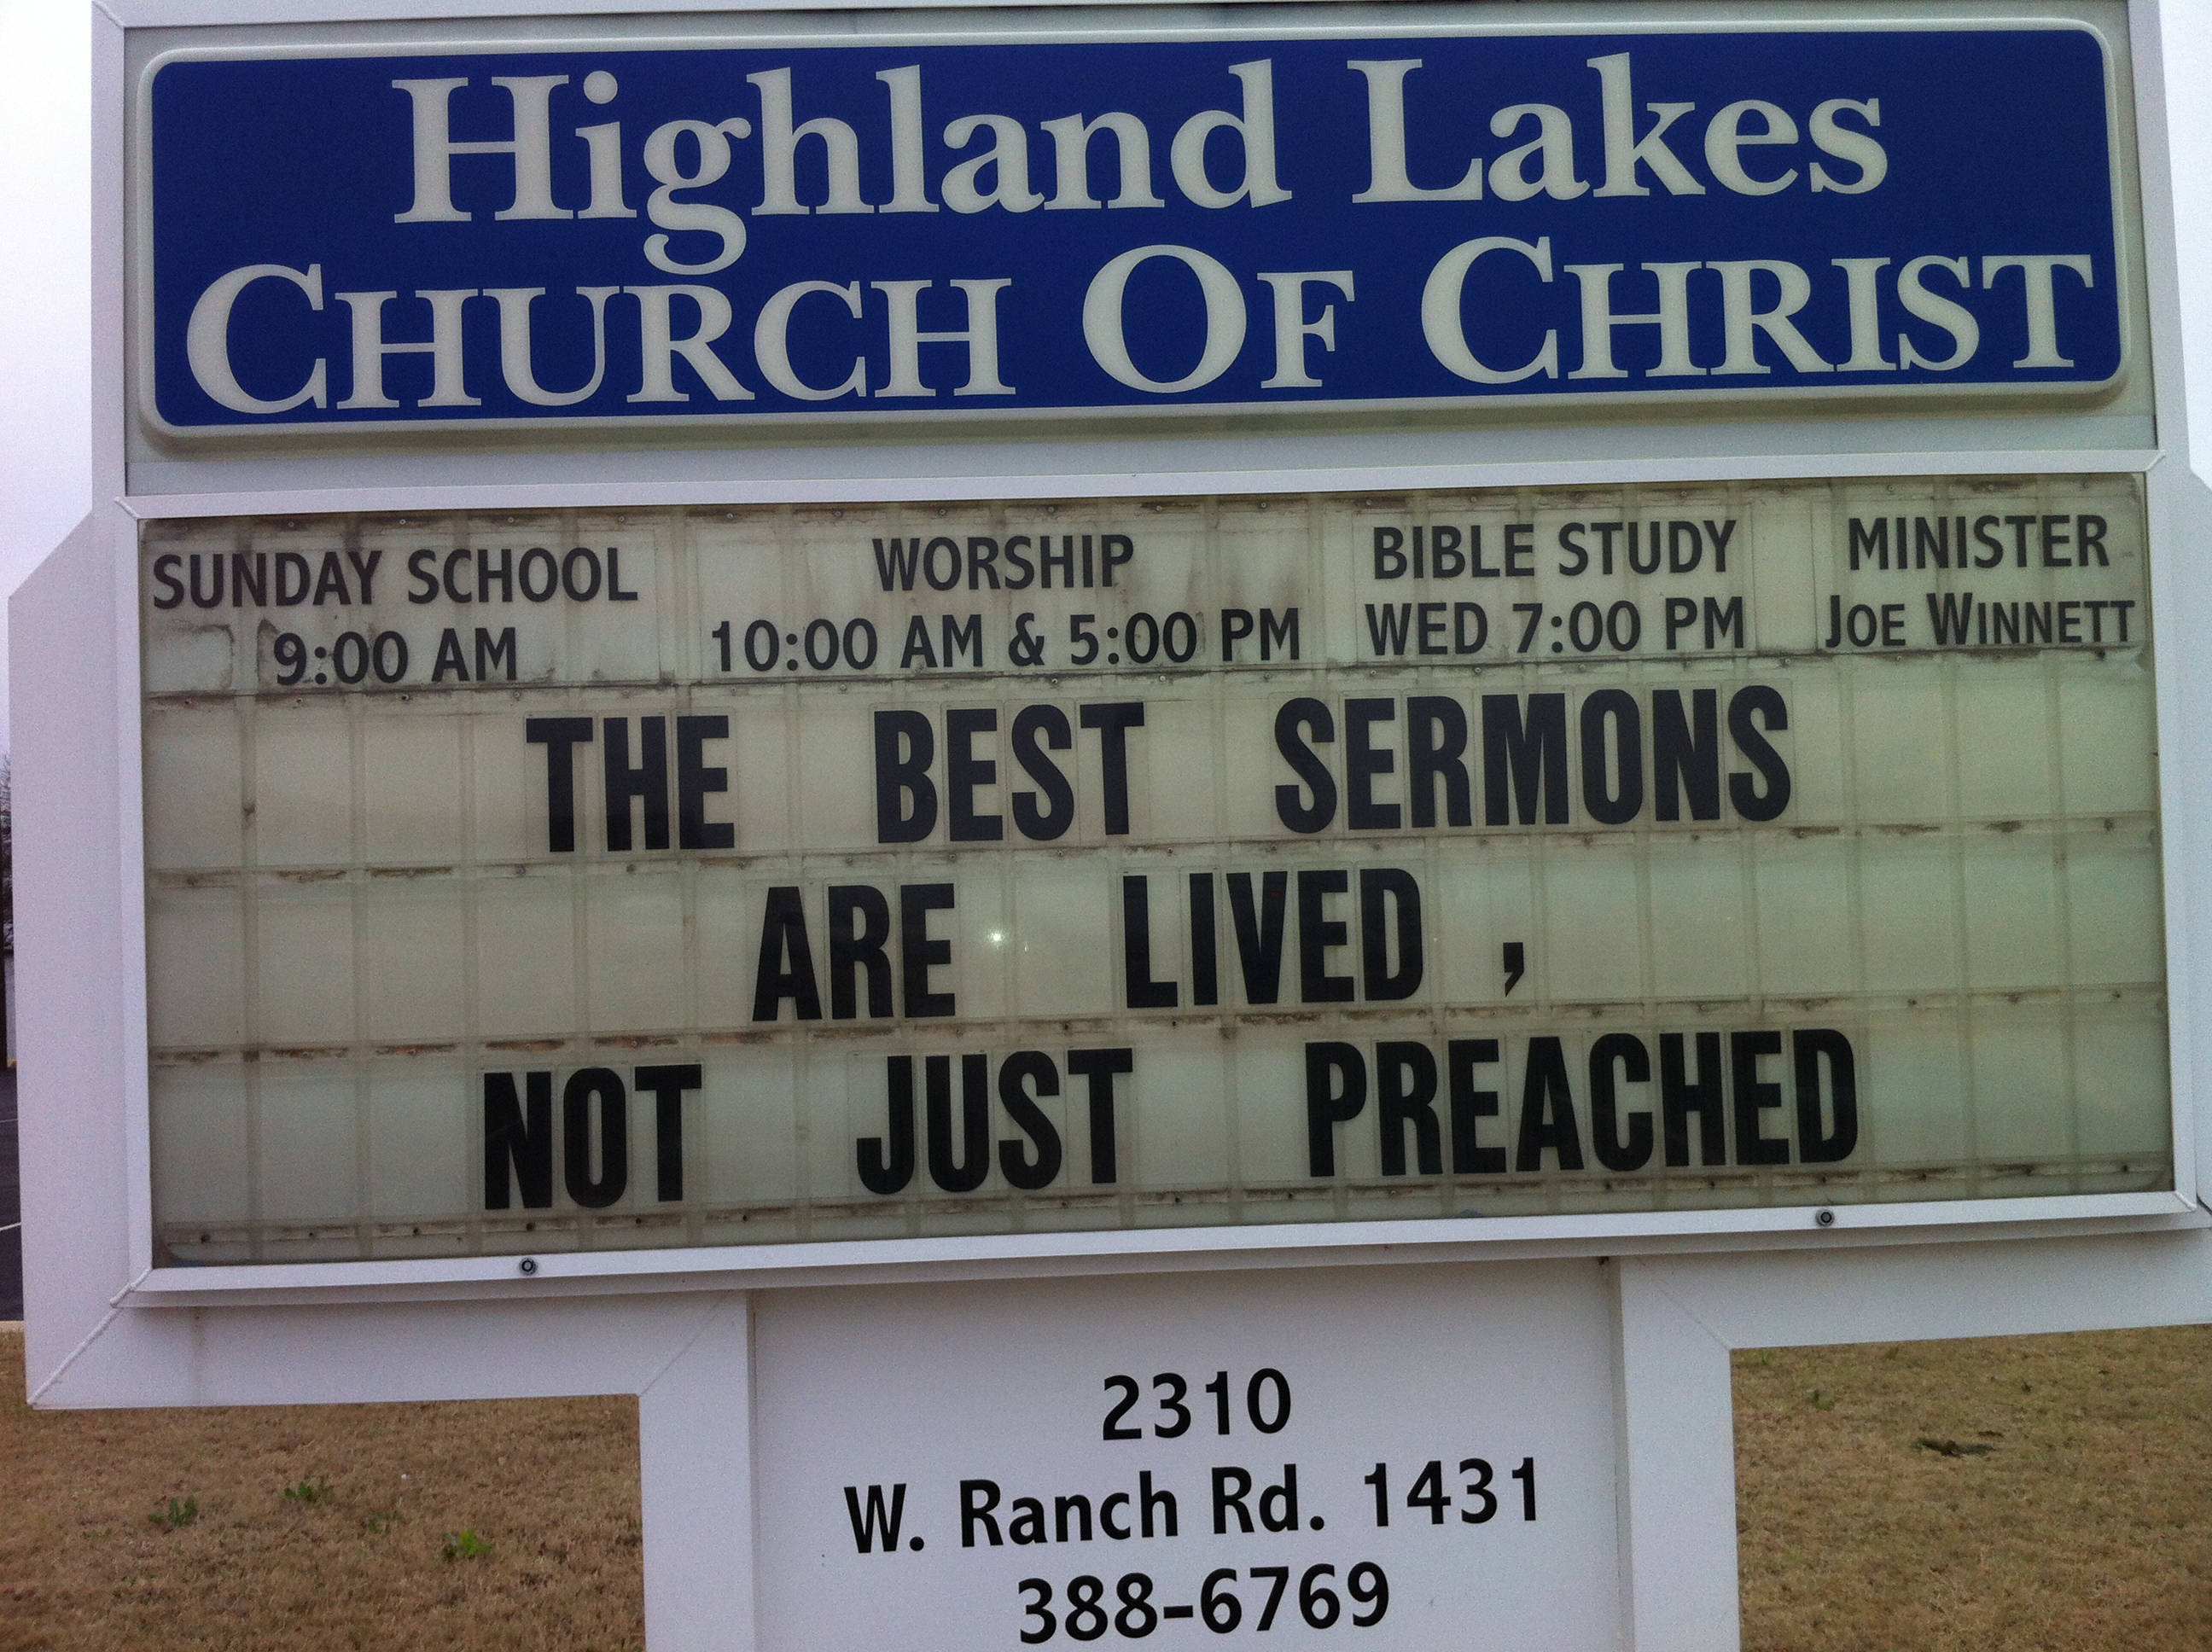 Highland Lakes
CHURCH OF CHRIST
SUNDAY SCHOOL
9:00 AM
WORSHIP
10:00 AM & 5:00 PM
BIBLE STUDY
WED 7:00 PM
MINISTER
JOE WINNETT
THE BEST SERMONS
ARE LIVED ,
NOT JUST PREACHED
2310
W. Ranch Rd. 1431
388-6769